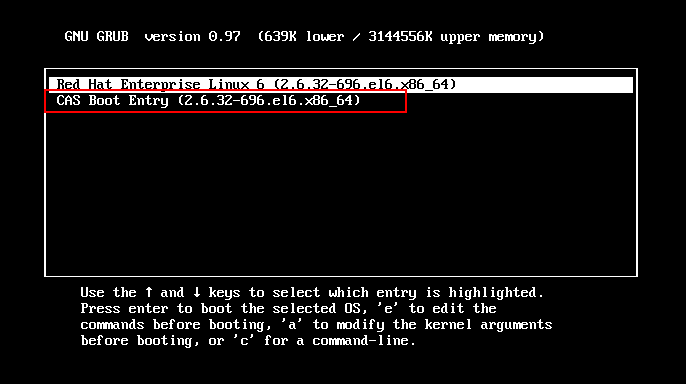 GNU GRUB  version 0.97  (639K lower / 3144556K upper memory)
Red Hat Enterprise Linux 6 (2.6.32-696.el6.x86_64)
CAS Boot Entry (2.6.32-696.el6.x86_64)
Use the ↑ and ↓ keys to select which entry is highlighted.
Press enter to boot the selected OS, 'e' to edit the
commands before booting, 'a' to modify the kernel arguments
before booting, or 'c' for a command-line.